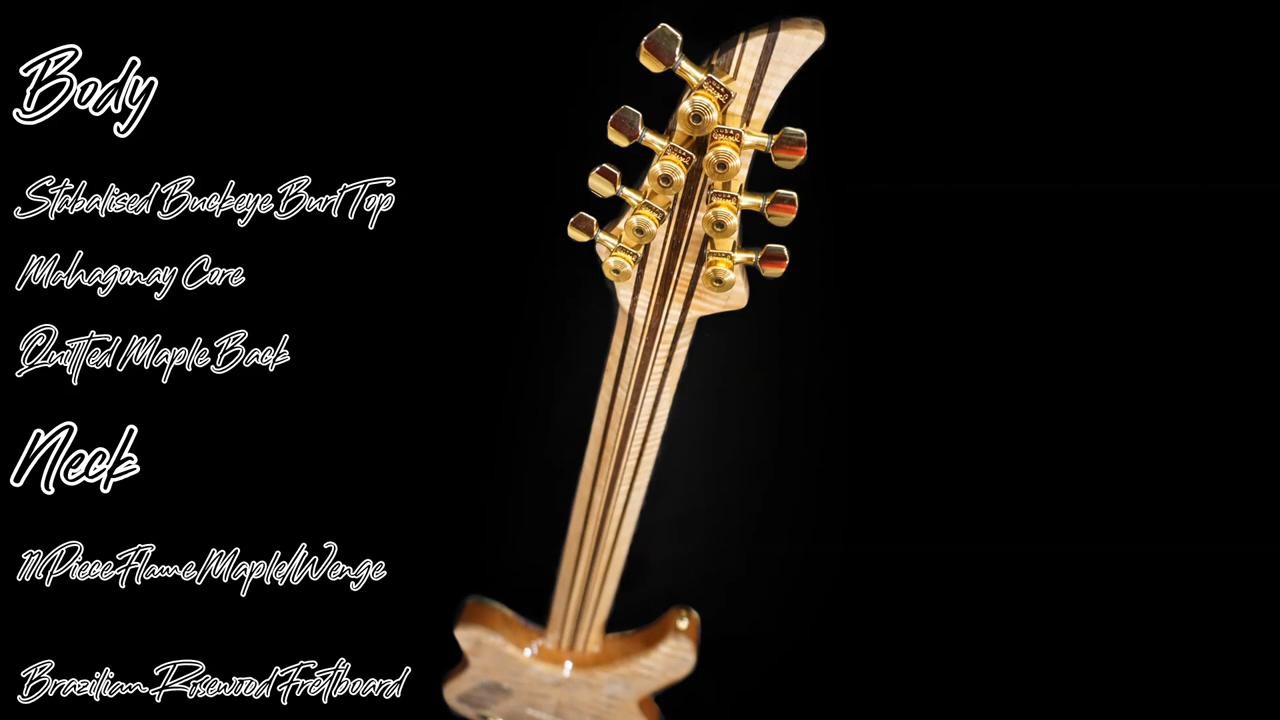 Body
Stabalised Buckeye Burl Top
Mahagonay Core
Quilted Maple Back
Neck
11 Piece Flame Maple/Wenge
Brazilian Rosewood Fretboard